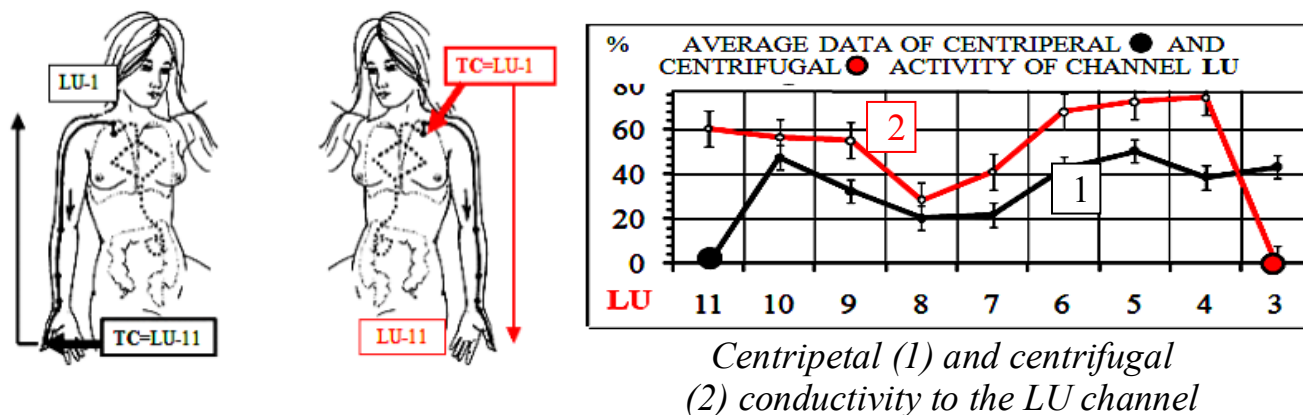 LU-1
TC=LU-11
TC=LU-1
LU-11
% AVERAGE DATA OF CENTRIPERAL ● AND
CENTRIFUGAL ● ACTIVITY OF CHANNEL LU
80
60
40
20
0
2
1
LU 11 10 9 8 7 6 5 4 3
Centripetal (1) and centrifugal
(2) conductivity to the LU channel